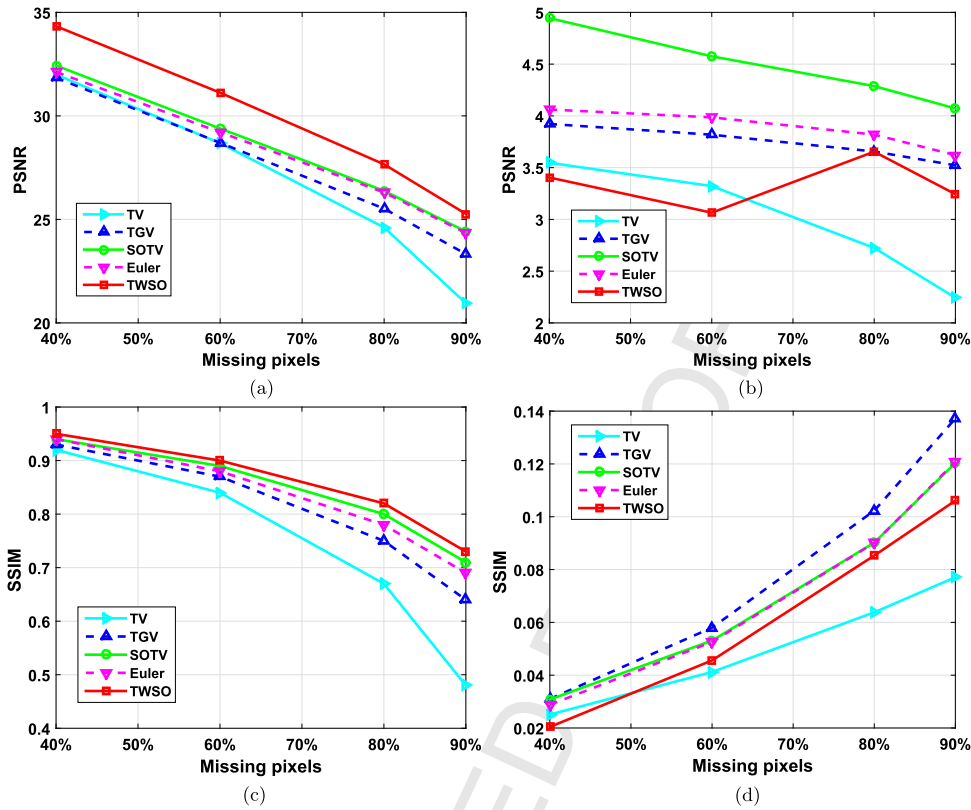 35
30
25
20
PSNR
TV
TGV
SOTV
Euler
TWSO
40% 50% 60% 70% 80% 90%
Missing pixels
(a)
5
4.5
4
3.5
3
2.5
2
PSNR
TV
TGV
SOTV
Euler
TWSO
40% 50% 60% 70% 80% 90%
Missing pixels
(b)
1
0.9
0.8
0.7
0.6
0.5
0.4
SSIM
TV
TGV
SOTV
Euler
TWSO
40% 50% 60% 70% 80% 90%
Missing pixels
(c)
0.14
0.12
0.1
0.08
0.06
0.04
0.02
SSIM
TV
TGV
SOTV
Euler
TWSO
40% 50% 60% 70% 80% 90%
Missing pixels
(d)